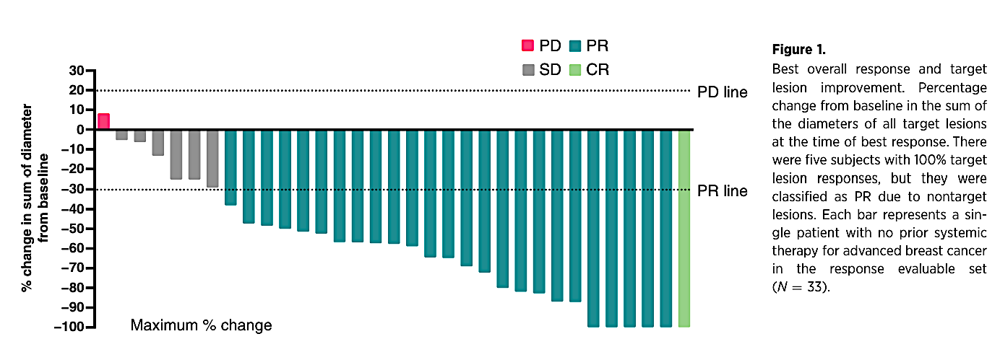 PD PR
SD CR
30
20
10
0
–10
–20
–30
–40
–50
–60
–70
–80
–90
–100
% change in sum of diameter
from baseline
PD line
PR line
Maximum % change
Figure 1.
Best overall response and target
lesion improvement. Percentage
change from baseline in the sum of
the diameters of all target lesions
at the time of best response. There
were five subjects with 100% target
lesion responses, but they were
classified as PR due to nontarget
lesions. Each bar represents a sin-
gle patient with no prior systemic
therapy for advanced breast cancer
in the response evaluable set
(N = 33).